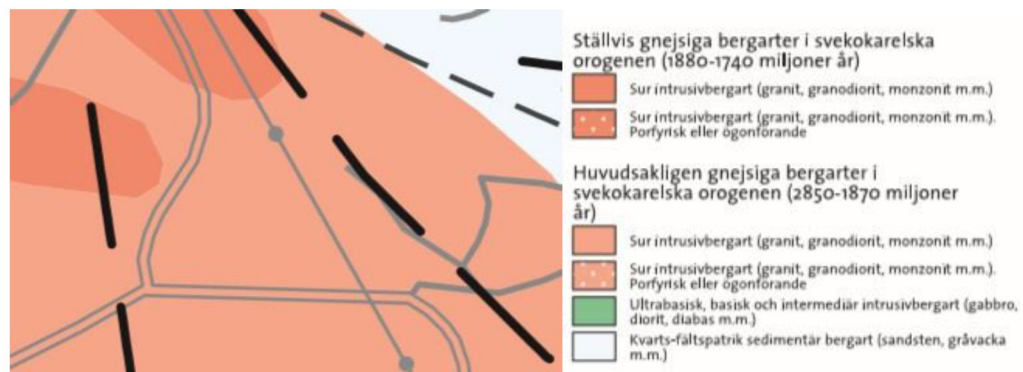 Ställvis gnejsiga bergarter i svekokarelska
orogenen (1880-1740 miljoner år)
Sur intrusivbergart (granit, granodiorit, monzonit m.m.)
Sur intrusivbergart (granit, granodiorit, monzonit m.m.).
Porfyrisk eller ögonförande
Huvudsakligen gnejsiga bergarter i
svekokarelska orogenen (2850-1870 miljoner
år)
Sur intrusivbergart (granit, granodiorit, monzonit m.m.)
Sur intrusivbergart (granit, granodiorit, monzonit m.m.).
Porfyrisk eller ögonförande
Ultrabasisk, basisk och intermediär intrusivbergart (gabbro,
diorit, diabas m.m.)
Kvarts-fältspatrik sedimentär bergart (sandsten, gråvacka
m.m.)